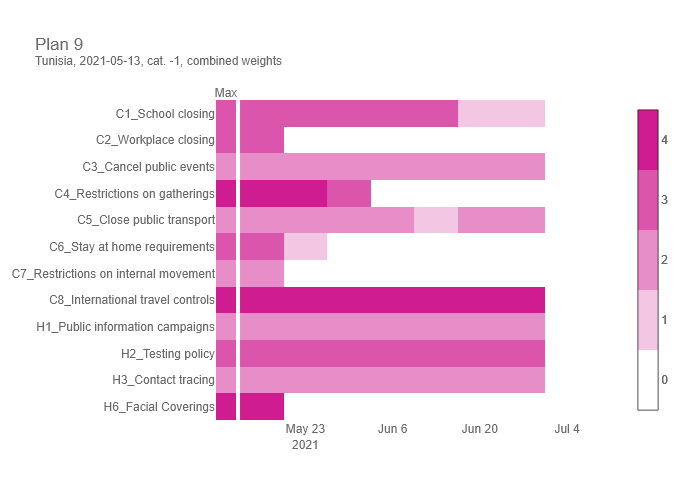 Plan 9
Tunisia, 2021-05-13, cat. -1, combined weights
Max
C1_School closing
C2_Workplace closing
C3_Cancel public events
C4_Restrictions on gatherings
C5_Close public transport
C6_Stay at home requirements
C7_Restrictions on internal movement
C8_International travel controls
H1_Public information campaigns
H2_Testing policy
H3_Contact tracing
H6_Facial Coverings
May 23 Jun 6 Jun 20 Jul 4
2021
4
3
2
1
0